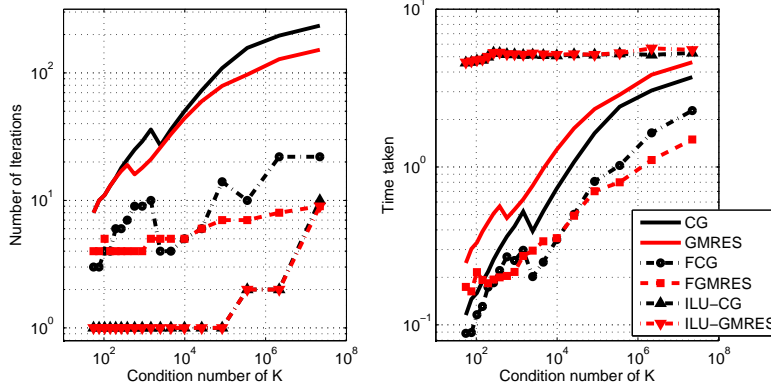 Number of Iterations
10^2
10^1
10^0
10^2
10^4
10^6
10^8
Condition number of K
Time taken
10^1
10^0
10^−1
10^2
10^4
10^6
10^8
Condition number of K
CG
GMRES
FCG
FGMRES
ILU−CG
ILU−GMRES